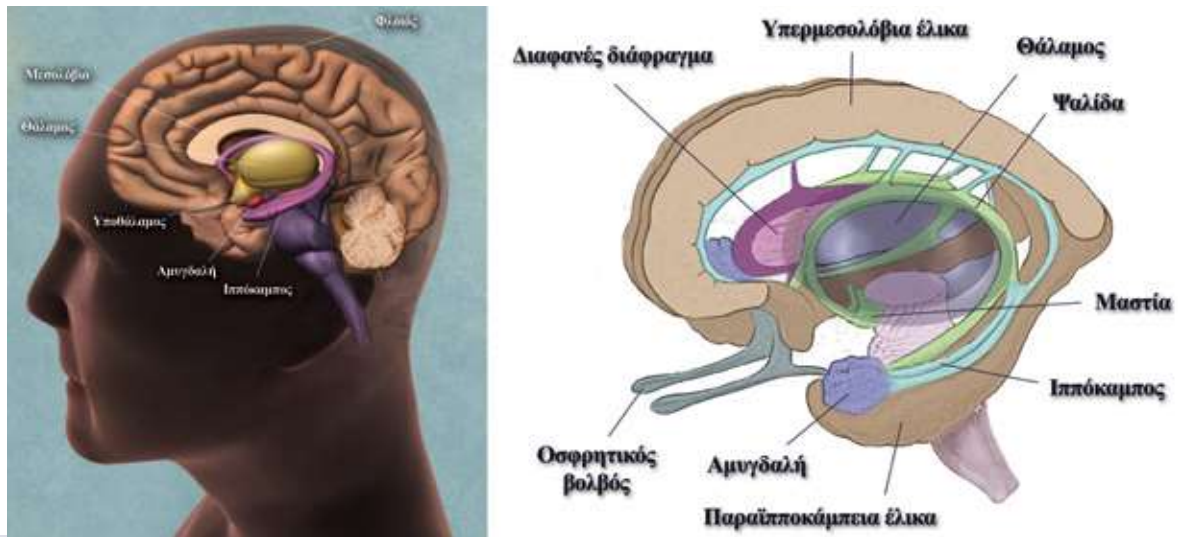 Φλοιός
Μεσολόβιο
Θάλαμος
Υποθάλαμος
Αμυγδαλή
Ιππόκαμπος
Υπερμεσολόβια έλικα
Διαφανές διάφραγμα
Θάλαμος
Ψαλίδα
Μαστία
Ιππόκαμπος
Οσφρητικός
βολβός
Αμυγδαλή
Παραϊπποκάμπεια έλικα